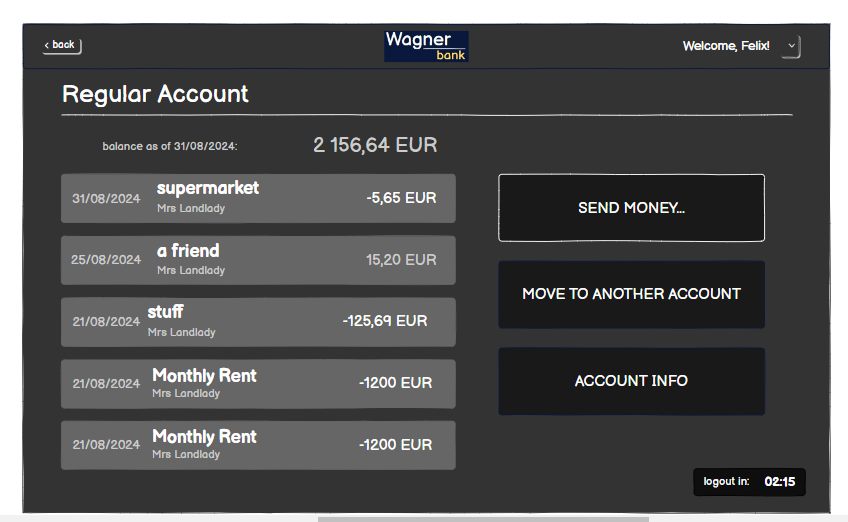 ‹ back
Wagner
bank
Welcome, Felix!
Regular Account
balance as of 31/08/2024:
2 156,64 EUR
31/08/2024
supermarket
Mrs Landlady
-5,65 EUR
25/08/2024
a friend
Mrs Landlady
15,20 EUR
21/08/2024
stuff
Mrs Landlady
-125,69 EUR
21/08/2024
Monthly Rent
Mrs Landlady
-1200 EUR
21/08/2024
Monthly Rent
Mrs Landlady
-1200 EUR
SEND MONEY...
MOVE TO ANOTHER ACCOUNT
ACCOUNT INFO
logout in: 02:15